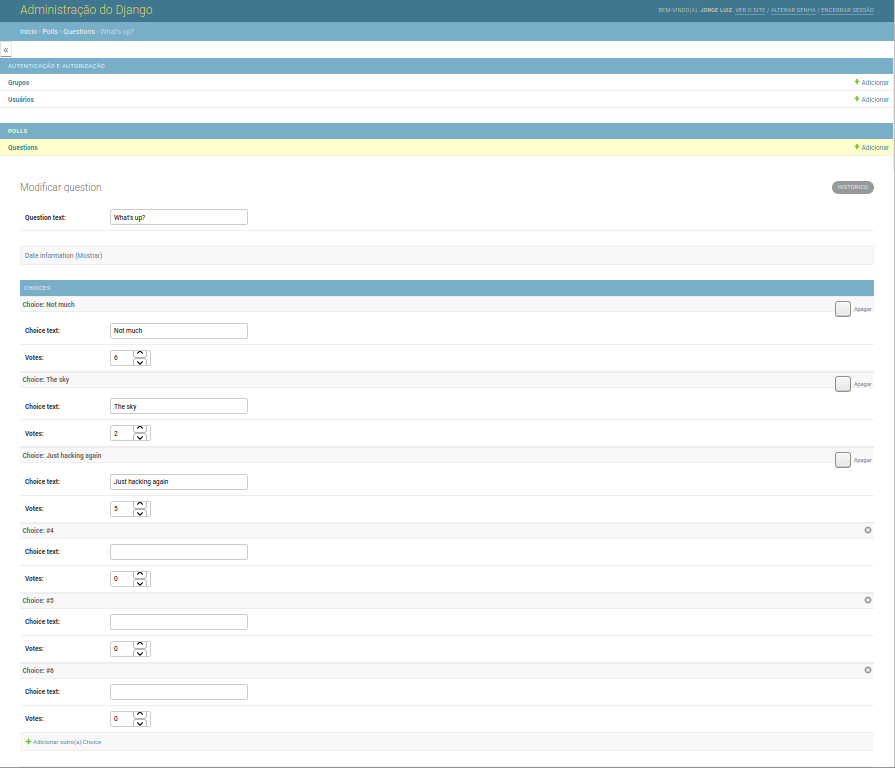 Administração do Django
BEM-VINDO(A), JORGE LUIZ. VER O SITE / ALTERAR SENHA / ENCERRAR SESSÃO
Início › Polls › Questions › What's up?
«
AUTENTICAÇÃO E AUTORIZAÇÃO
Grupos + Adicionar
Usuários + Adicionar
POLLS
Questions + Adicionar
Modificar question HISTÓRICO
Question text: What's up?
Date information (Mostrar)
CHOICES
Choice: Not much Apagar
Choice text: Not much
Votes: 6
Choice: The sky Apagar
Choice text: The sky
Votes: 2
Choice: Just hacking again Apagar
Choice text: Just hacking again
Votes: 5
Choice: #4
Choice text:
Votes: 0
Choice: #5
Choice text:
Votes: 0
Choice: #6
Choice text:
Votes: 0
+ Adicionar outro(a) Choice